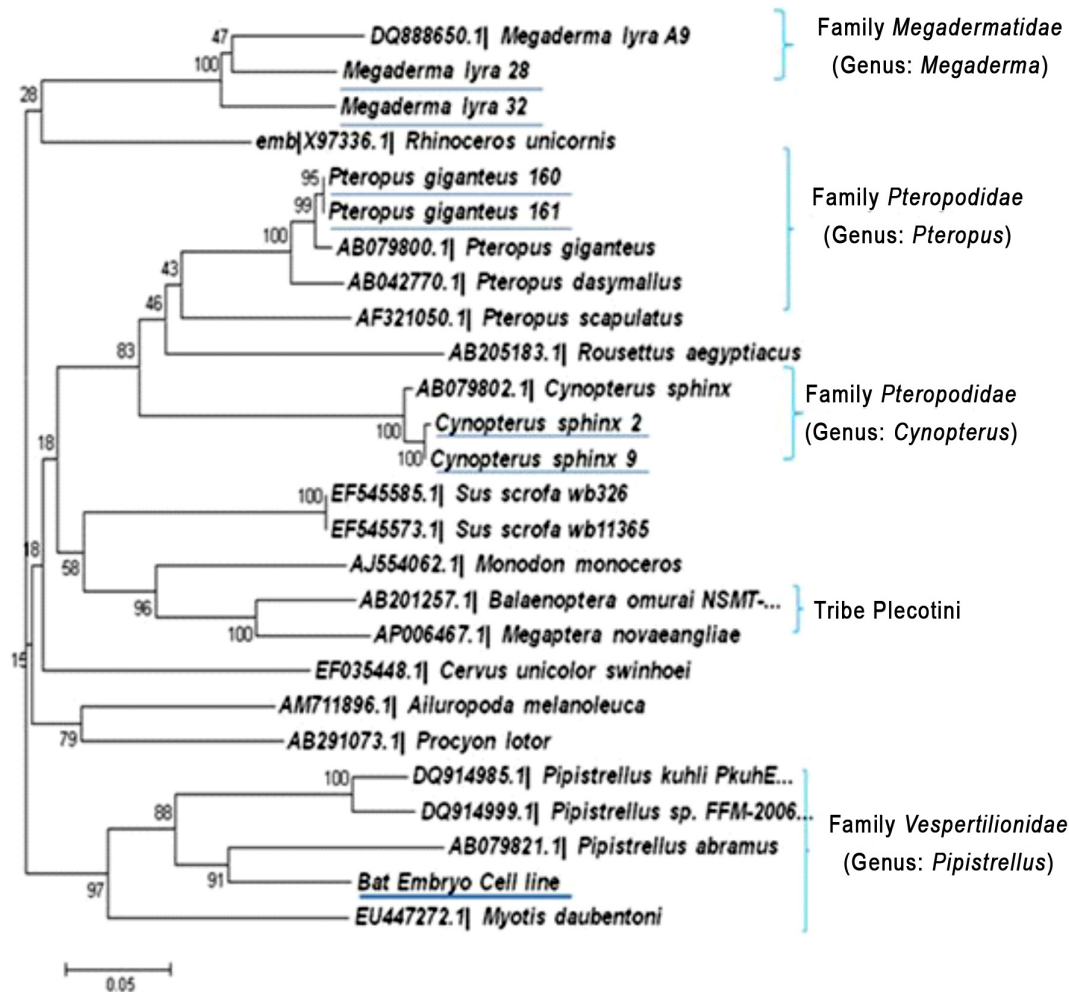 47
DQ888650.1| Megaderma lyra A9
100
Megaderma lyra 28
Megaderma lyra 32
28
emb|X97336.1| Rhinoceros unicornis
Family Megadermatidae
(Genus: Megaderma)
95
Pteropus giganteus 160
99
Pteropus giganteus 161
100
AB079800.1| Pteropus giganteus
43
AB042770.1| Pteropus dasymallus
46
AF321050.1| Pteropus scapulatus
Family Pteropodidae
(Genus: Pteropus)
83
AB205183.1| Rousettus aegyptiacus
AB079802.1| Cynopterus sphinx
100
Cynopterus sphinx 2
100
Cynopterus sphinx 9
Family Pteropodidae
(Genus: Cynopterus)
18
100
EF545585.1| Sus scrofa wb326
EF545573.1| Sus scrofa wb11365
18
58
AJ554062.1| Monodon monoceros
96
AB201257.1| Balaenoptera omurai NSMT-...
100
AP006467.1| Megaptera novaeangliae
Tribe Plecotini
15
EF035448.1| Cervus unicolor swinhoei
AM711896.1| Ailuropoda melanoleuca
79
AB291073.1| Procyon lotor
100
DQ914985.1| Pipistrellus kuhli PkuhE...
88
DQ914999.1| Pipistrellus sp. FFM-2006...
AB079821.1| Pipistrellus abramus
91
Bat Embryo Cell line
97
EU447272.1| Myotis daubentoni
Family Vespertilionidae
(Genus: Pipistrellus)
0.05